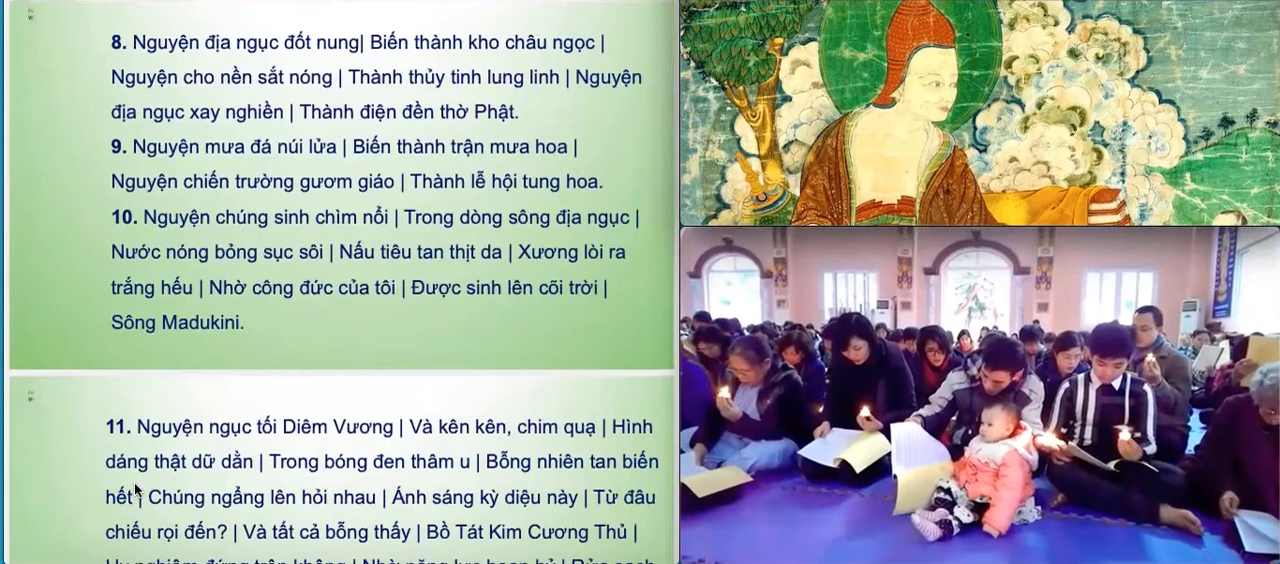 8. Nguyện địa ngục đốt nung| Biến thành kho châu ngọc |
Nguyện cho nền sắt nóng | Thành thủy tinh lung linh | Nguyện
địa ngục xay nghiền | Thành điện đền thờ Phật.
9. Nguyện mưa đá núi lửa | Biến thành trận mưa hoa |
Nguyện chiến trường gươm giáo | Thành lễ hội tung hoa.
10. Nguyện chúng sinh chìm nổi | Trong dòng sông địa ngục |
Nước nóng bỏng sục sôi | Nấu tiêu tan thịt da | Xương lòi ra
trắng hếu | Nhờ công đức của tôi | Được sinh lên cõi trời |
Sông Madukini.
11. Nguyện ngục tối Diêm Vương | Và kên kên, chim quạ | Hình
dáng thật dữ dằn | Trong bóng đen thâm u | Bỗng nhiên tan biến
hết | Chúng ngẩng lên hỏi nhau | Ánh sáng kỳ diệu này | Từ đâu
chiếu rọi đến? | Và tất cả bỗng thấy | Bồ Tát Kim Cương Thủ |